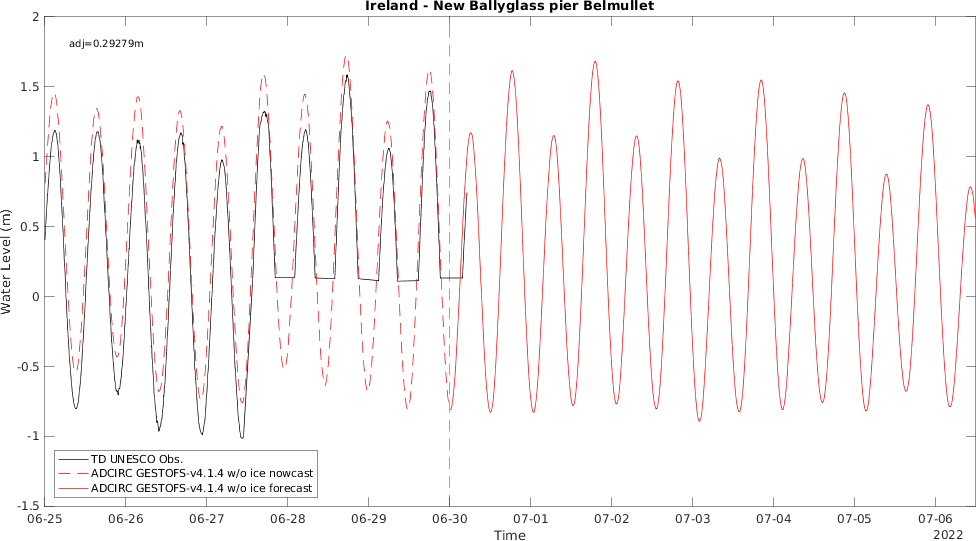 Ireland - New Ballyglass pier Belmullet
adj=0.29279m
Water Level (m)
2
1.5
1
0.5
0
-0.5
-1
-1.5
TD UNESCO Obs.
ADCIRC GESTOFS-v4.1.4 w/o ice nowcast
ADCIRC GESTOFS-v4.1.4 w/o ice forecast
06-25 06-26 06-27 06-28 06-29 06-30 07-01 07-02 07-03 07-04 07-05 07-06
Time
2022